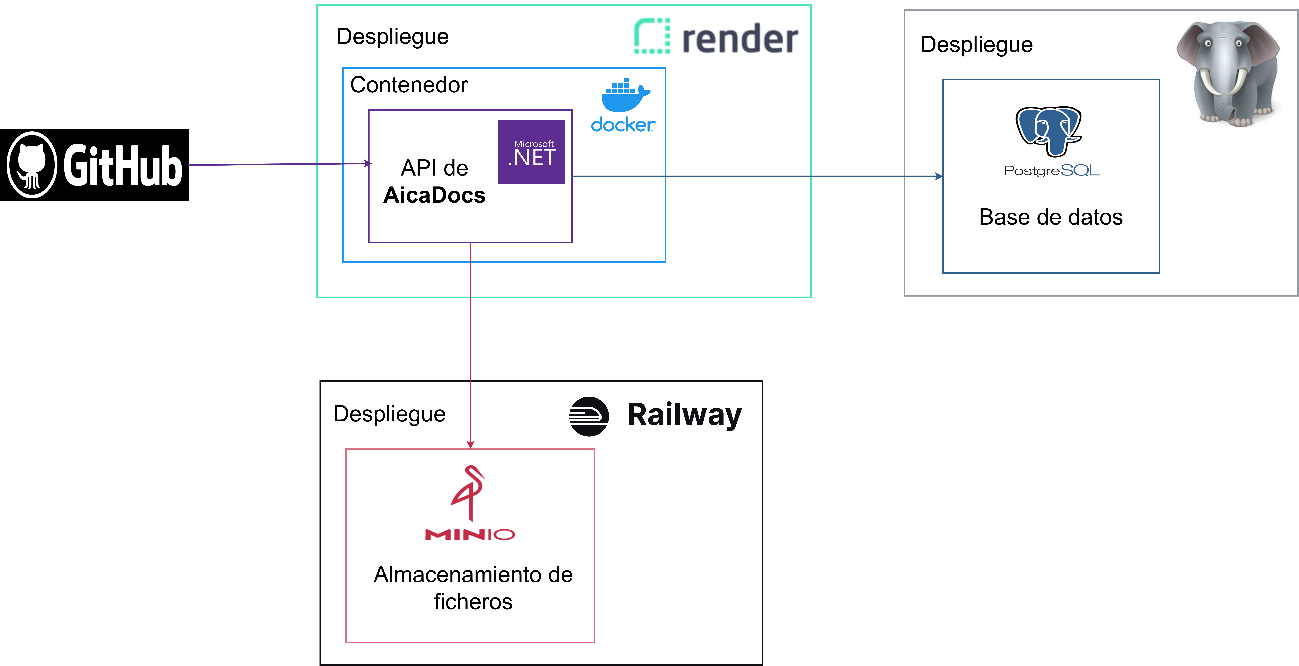 Despliegue
render
Contenedor
docker
GitHub
Microsoft
.NET
API de
AicaDocs
Despliegue
PostgreSQL
Base de datos
Despliegue
Railway
MINIO
Almacenamiento de
ficheros